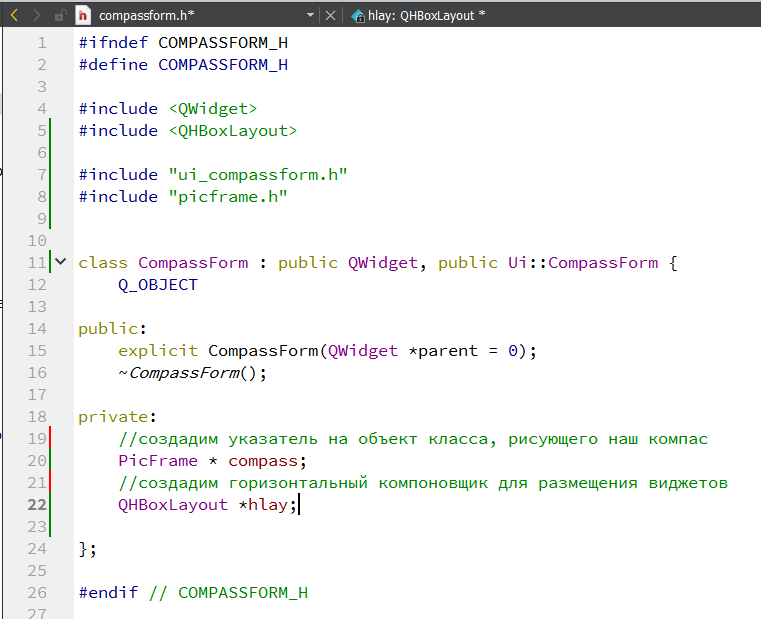 compassform.h* hlay: QHBoxLayout *
1 #ifndef COMPASSFORM_H
2 #define COMPASSFORM_H
3
4 #include <QWidget>
5 #include <QHBoxLayout>
6
7 #include "ui_compassform.h"
8 #include "picframe.h"
9
10
11 class CompassForm : public QWidget, public Ui::CompassForm {
12 Q_OBJECT
13
14 public:
15 explicit CompassForm(QWidget *parent = 0);
16 ~CompassForm();
17
18 private:
19 //создадим указатель на объект класса, рисующего наш компас
20 PicFrame * compass;
21 //создадим горизонтальный компоновщик для размещения виджетов
22 QHBoxLayout *hlay;
23
24 };
25
26 #endif // COMPASSFORM_H
27